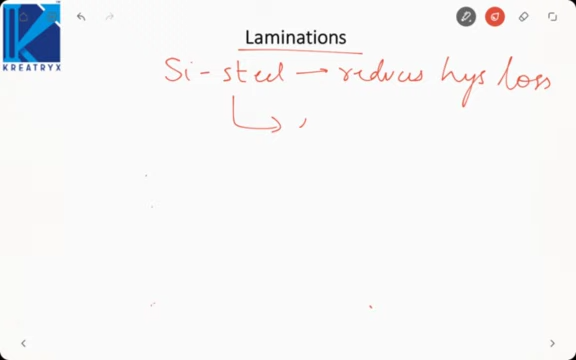 Laminations
KREATRYX
Si-steel → reduces hys loss